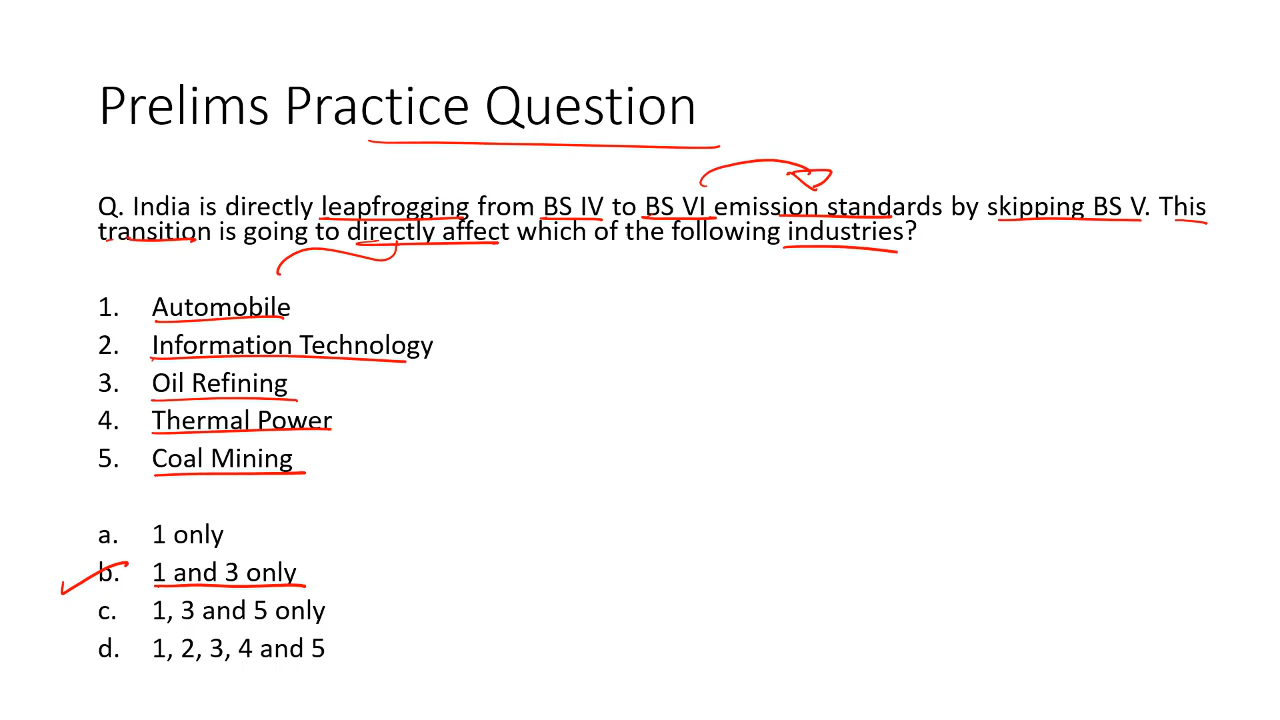 Prelims Practice Question
Q. India is directly leapfrogging from BS IV to BS VI emission standards by skipping BS V. This
transition is going to directly affect which of the following industries?
1. Automobile
2. Information Technology
3. Oil Refining
4. Thermal Power
5. Coal Mining
a. 1 only
b. 1 and 3 only
c. 1, 3 and 5 only
d. 1, 2, 3, 4 and 5